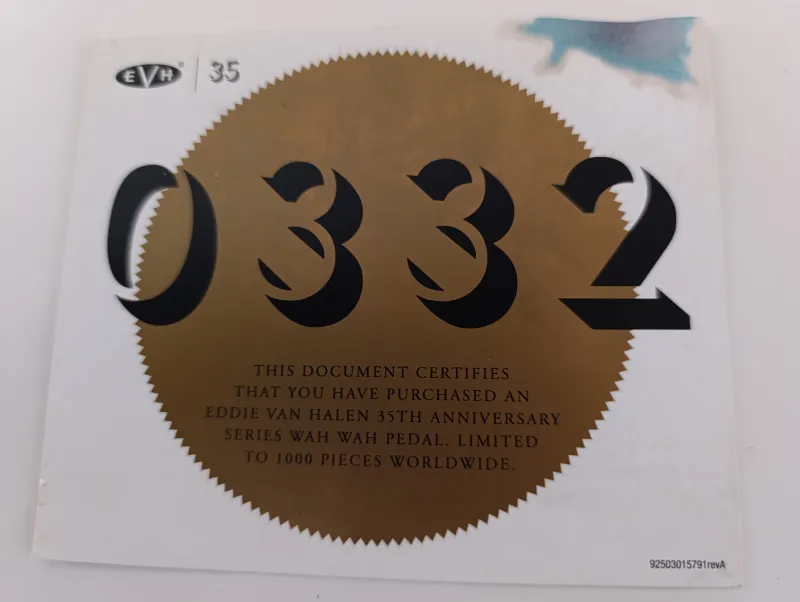 EVH® | 35
0332
THIS DOCUMENT CERTIFIES
THAT YOU HAVE PURCHASED AN
EDDIE VAN HALEN 35TH ANNIVERSARY
SERIES WAH WAH PEDAL. LIMITED
TO 1000 PIECES WORLDWIDE.
92503015791revA